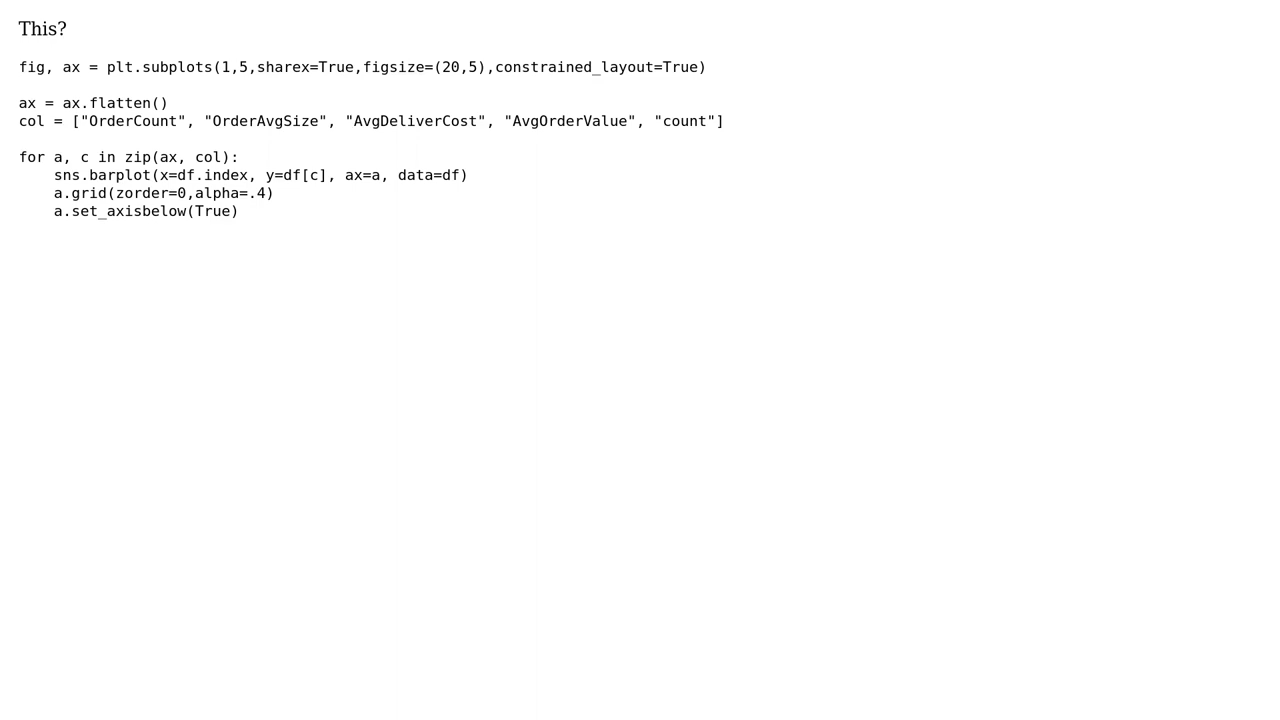 This?
fig, ax = plt.subplots(1,5,sharex=True,figsize=(20,5),constrained_layout=True)
ax = ax.flatten()
col = ["OrderCount", "OrderAvgSize", "AvgDeliverCost", "AvgOrderValue", "count"]
for a, c in zip(ax, col):
    sns.barplot(x=df.index, y=df[c], ax=a, data=df)
    a.grid(zorder=0,alpha=.4)
    a.set_axisbelow(True)